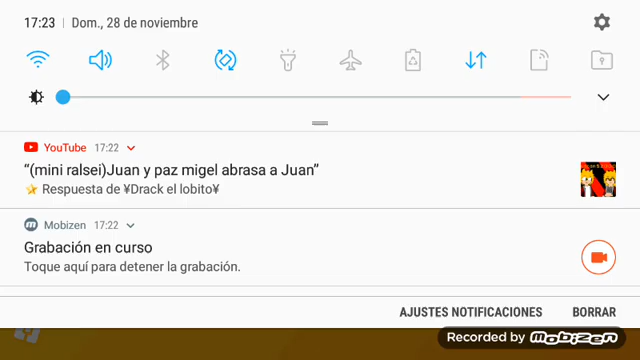 17:23 | Dom., 28 de noviembre
YouTube 17:22
“(mini ralsei)Juan y paz migel abrasa a Juan”
Respuesta de ¥Drack el lobito¥
Mobizen 17:22
Grabación en curso
Toque aquí para detener la grabación.
AJUSTES NOTIFICACIONES BORRAR
Recorded by Mobizen